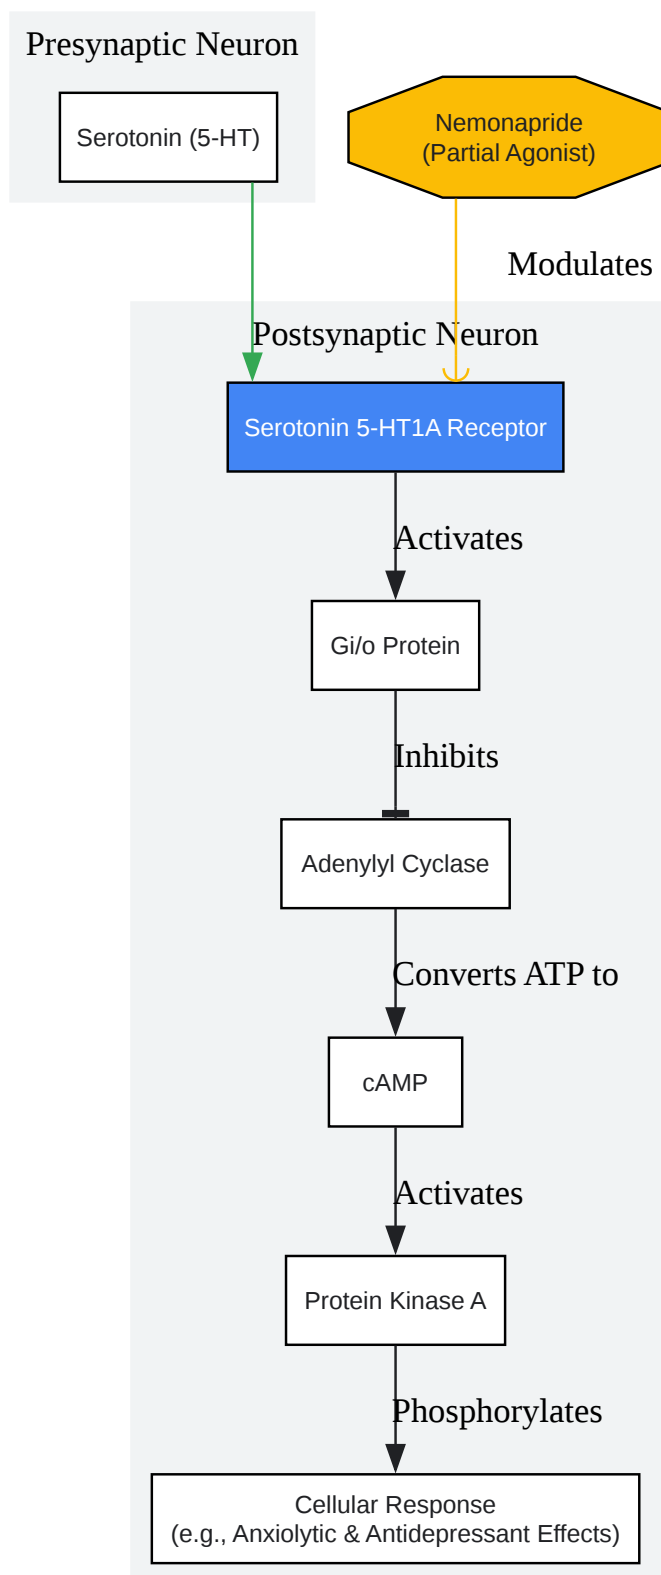 Presynaptic Neuron
Serotonin (5-HT)
Nemonapride
(Partial Agonist)
Modulates
Postsynaptic Neuron
Serotonin 5-HT1A Receptor
Activates
Gi/o Protein
Inhibits
Adenylyl Cyclase
Converts ATP to
cAMP
Activates
Protein Kinase A
Phosphorylates
Cellular Response
(e.g., Anxiolytic & Antidepressant Effects)